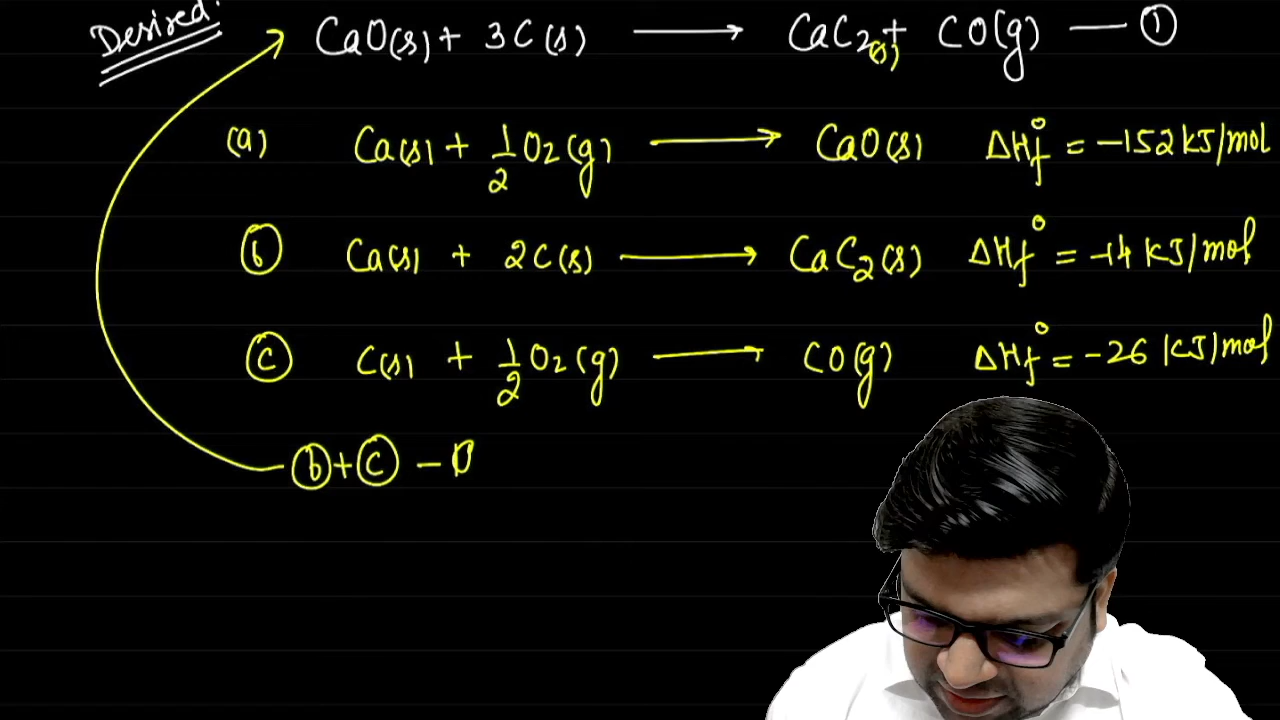 Desired:
CaO(s) + 3C(s) ⟶ CaC₂(s) + CO(g) — ①
(a) Ca(s) + 1/2 O₂(g) ⟶ CaO(s) ΔHf° = -152 kJ/mol
ⓑ Ca(s) + 2C(s) ⟶ CaC₂(s) ΔHf° = -14 kJ/mol
ⓒ C(s) + 1/2 O₂(g) ⟶ CO(g) ΔHf° = -26 kJ/mol
ⓑ + ⓒ -